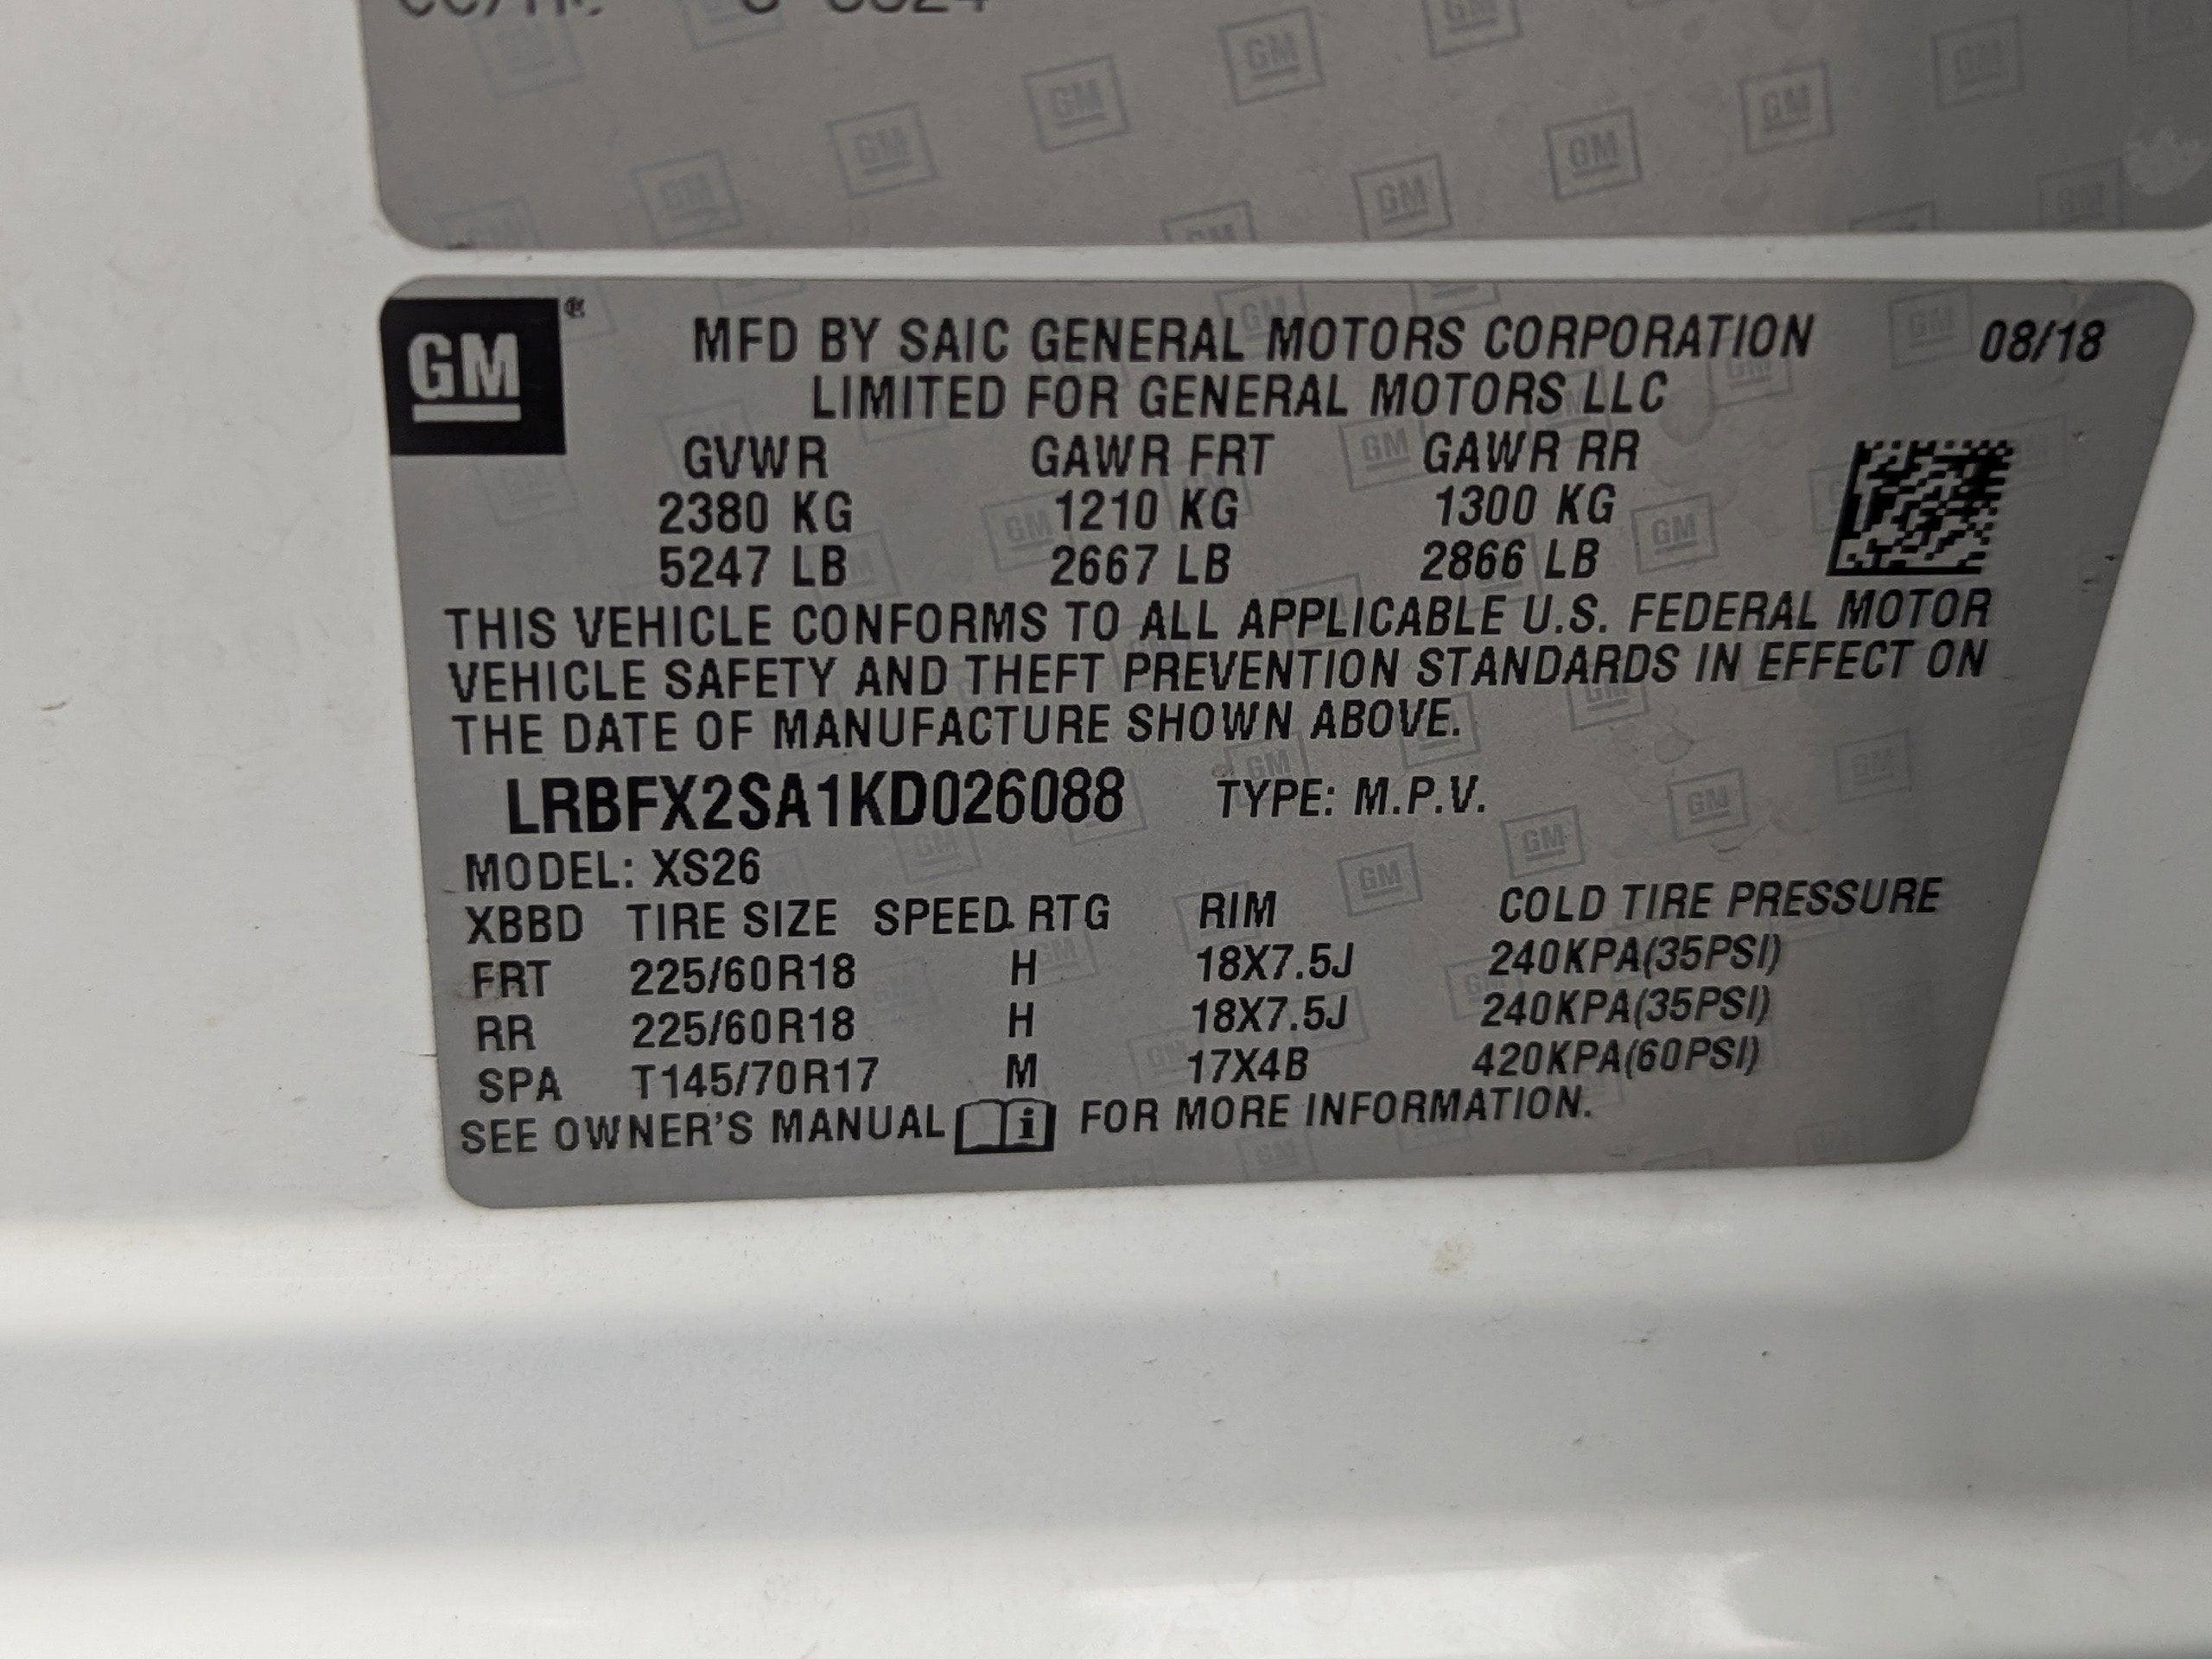 GM
MFD BY SAIC GENERAL MOTORS CORPORATION 08/18
LIMITED FOR GENERAL MOTORS LLC
GVWR GAWR FRT GAWR RR
2380 KG 1210 KG 1300 KG
5247 LB 2667 LB 2866 LB
THIS VEHICLE CONFORMS TO ALL APPLICABLE U.S. FEDERAL MOTOR
VEHICLE SAFETY AND THEFT PREVENTION STANDARDS IN EFFECT ON
THE DATE OF MANUFACTURE SHOWN ABOVE.
LRBFX2SA1KD026088 TYPE: M.P.V.
MODEL: XS26
XBBD TIRE SIZE SPEED RTG RIM COLD TIRE PRESSURE
FRT 225/60R18 H 18X7.5J 240KPA(35PSI)
RR 225/60R18 H 18X7.5J 240KPA(35PSI)
SPA T145/70R17 M 17X4B 420KPA(60PSI)
SEE OWNER'S MANUAL FOR MORE INFORMATION.